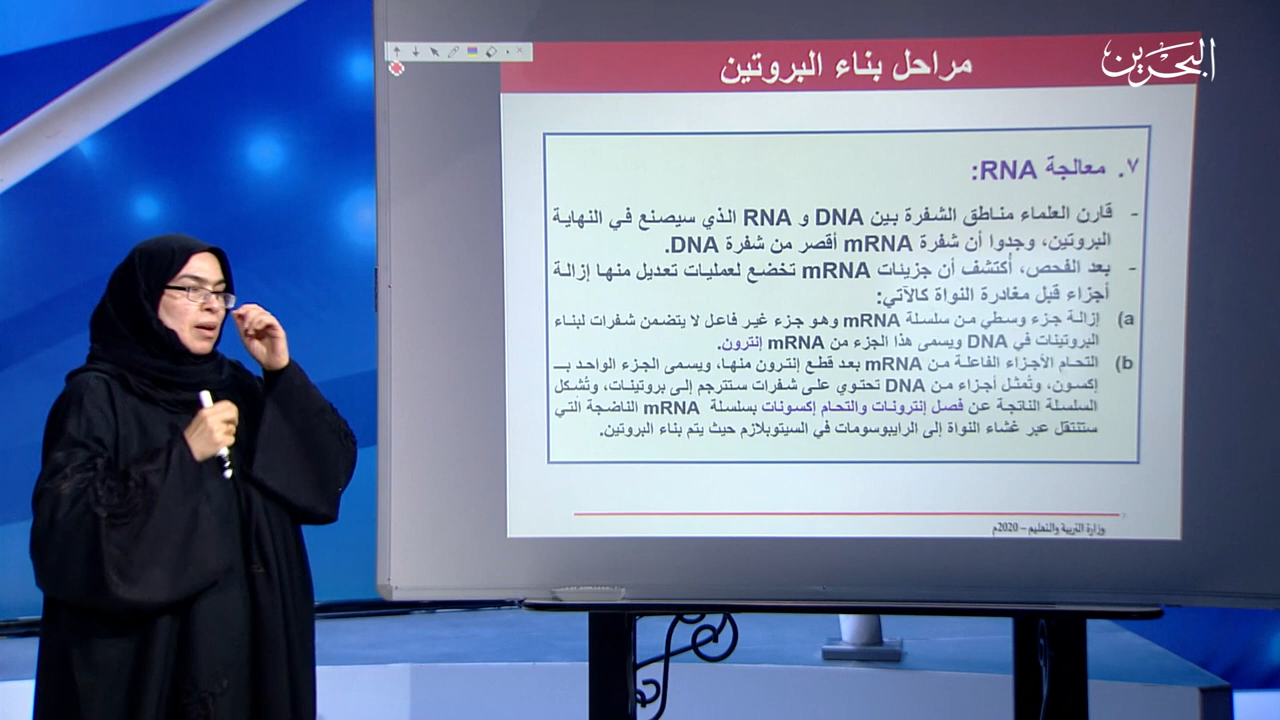 البحرين
مراحل بناء البروتين
٧. معالجة RNA:
- قارن العلماء مناطق الشفرة بين DNA و RNA الذي سيصنع في النهاية
البروتين، وجدوا أن شفرة mRNA أقصر من شفرة DNA.
- بعد الفحص، أُكتشف أن جزيئات mRNA تخضع لعمليات تعديل منها إزالة
أجزاء قبل مغادرة النواة كالآتي:
a) إزالة جزء وسطي من سلسلة mRNA وهو جزء غير فاعل لا يتضمن شفرات لبناء
البروتينات في DNA ويسمى هذا الجزء من mRNA إنترون.
b) التحام الأجزاء الفاعلة من mRNA بعد قطع إنترون منها، ويسمى الجزء الواحد بـ
إكسون، وتُمثل أجزاء من DNA تحتوي على شفرات ستترجم إلى بروتينات، وتُشكل
السلسلة الناتجة عن فصل إنترونات والتحام إكسونات بسلسلة mRNA الناضجة التي
ستنتقل عبر غشاء النواة إلى الرايبوسومات في السيتوبلازم حيث يتم بناء البروتين.
وزارة التربية والتعليم – 2020م